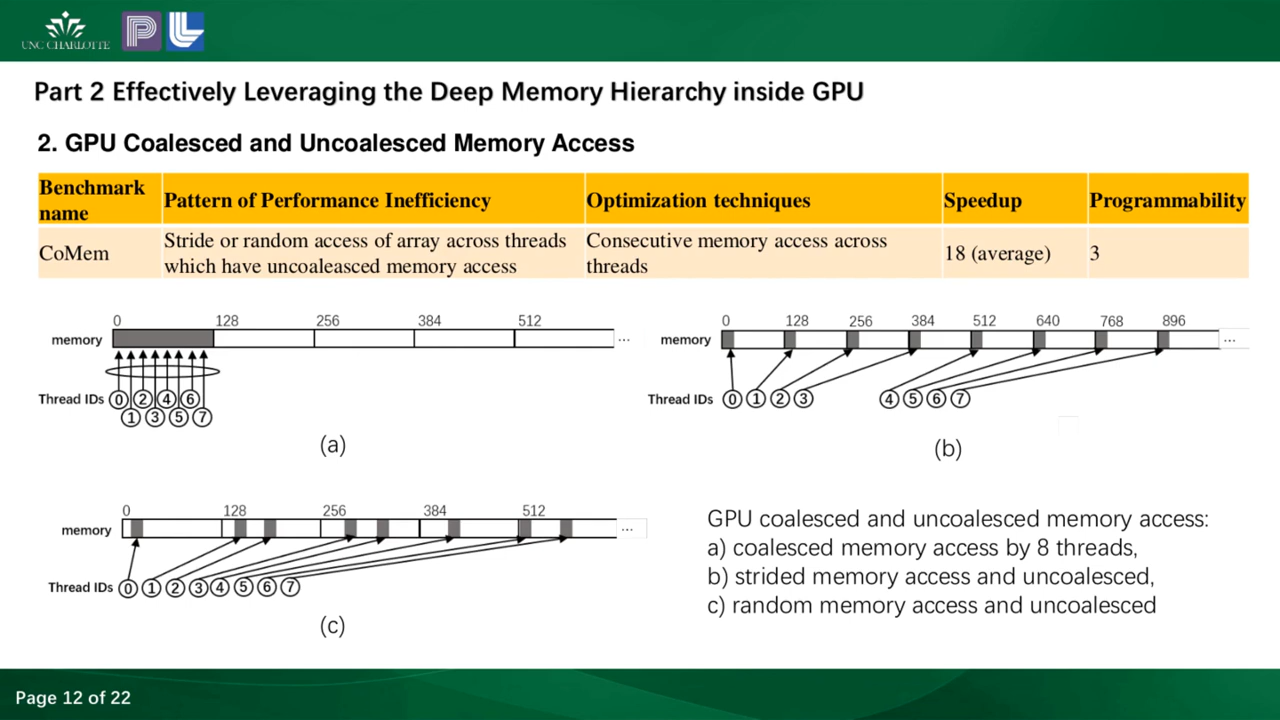 UNC CHARLOTTE
Part 2 Effectively Leveraging the Deep Memory Hierarchy inside GPU
2. GPU Coalesced and Uncoalesced Memory Access
Benchmark name
Pattern of Performance Inefficiency
Optimization techniques
Speedup
Programmability
CoMem
Stride or random access of array across threads
which have uncoaleasced memory access
Consecutive memory access across
threads
18 (average)
3
0 128 256 384 512
memory ...
Thread IDs 0 2 4 6
1 3 5 7
(a)
0 128 256 384 512 640 768 896
memory ...
Thread IDs 0 1 2 3 4 5 6 7
(b)
0 128 256 384 512
memory ...
Thread IDs 0 1 2 3 4 5 6 7
(c)
GPU coalesced and uncoalesced memory access:
a) coalesced memory access by 8 threads,
b) strided memory access and uncoalesced,
c) random memory access and uncoalesced
Page 12 of 22